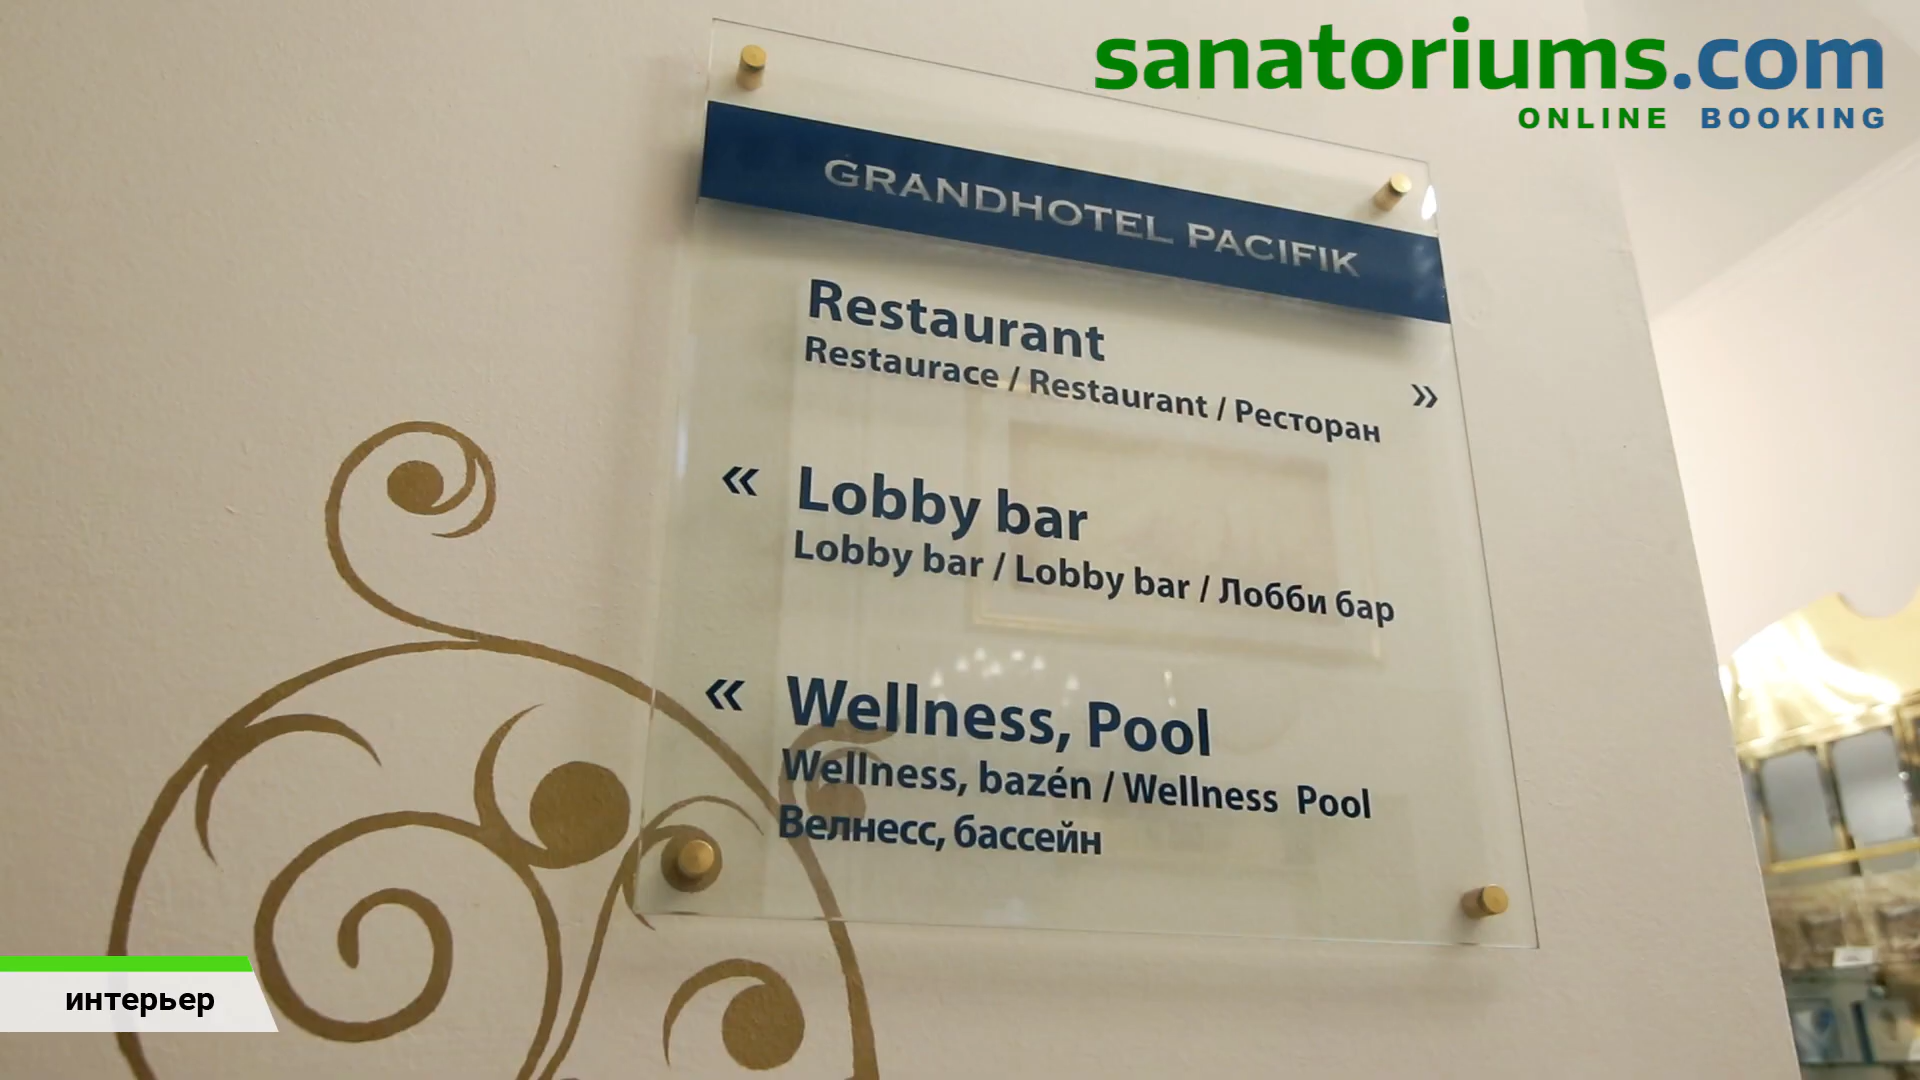 sanatoriums.com
ONLINE BOOKING
GRANDHOTEL PACIFIK
Restaurant
Restaurace / Restaurant / Ресторан
»
« Lobby bar
Lobby bar / Lobby bar / Лобби бар
« Wellness, Pool
Wellness, bazén / Wellness Pool
Велнесс, бассейн
интерьер